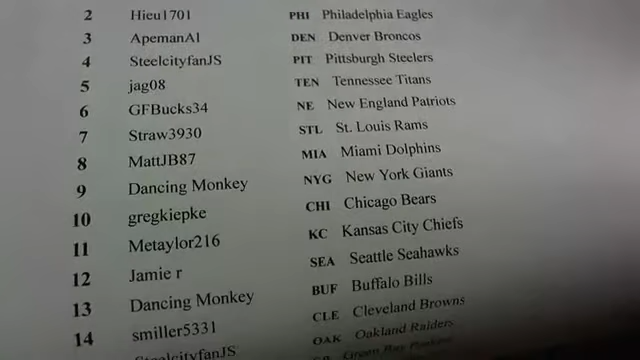 2 Hieu1701 PHI Philadelphia Eagles
3 ApemanA1 DEN Denver Broncos
4 SteelcityfanJS PIT Pittsburgh Steelers
5 jag08 TEN Tennessee Titans
6 GFBucks34 NE New England Patriots
7 Straw3930 STL St. Louis Rams
8 MattJB87 MIA Miami Dolphins
9 Dancing Monkey NYG New York Giants
10 gregkiepke CHI Chicago Bears
11 Metaylor216 KC Kansas City Chiefs
12 Jamie r SEA Seattle Seahawks
13 Dancing Monkey BUF Buffalo Bills
14 smiller5331 CLE Cleveland Browns
SteelcityfanJS OAK Oakland Raiders
Green Bay